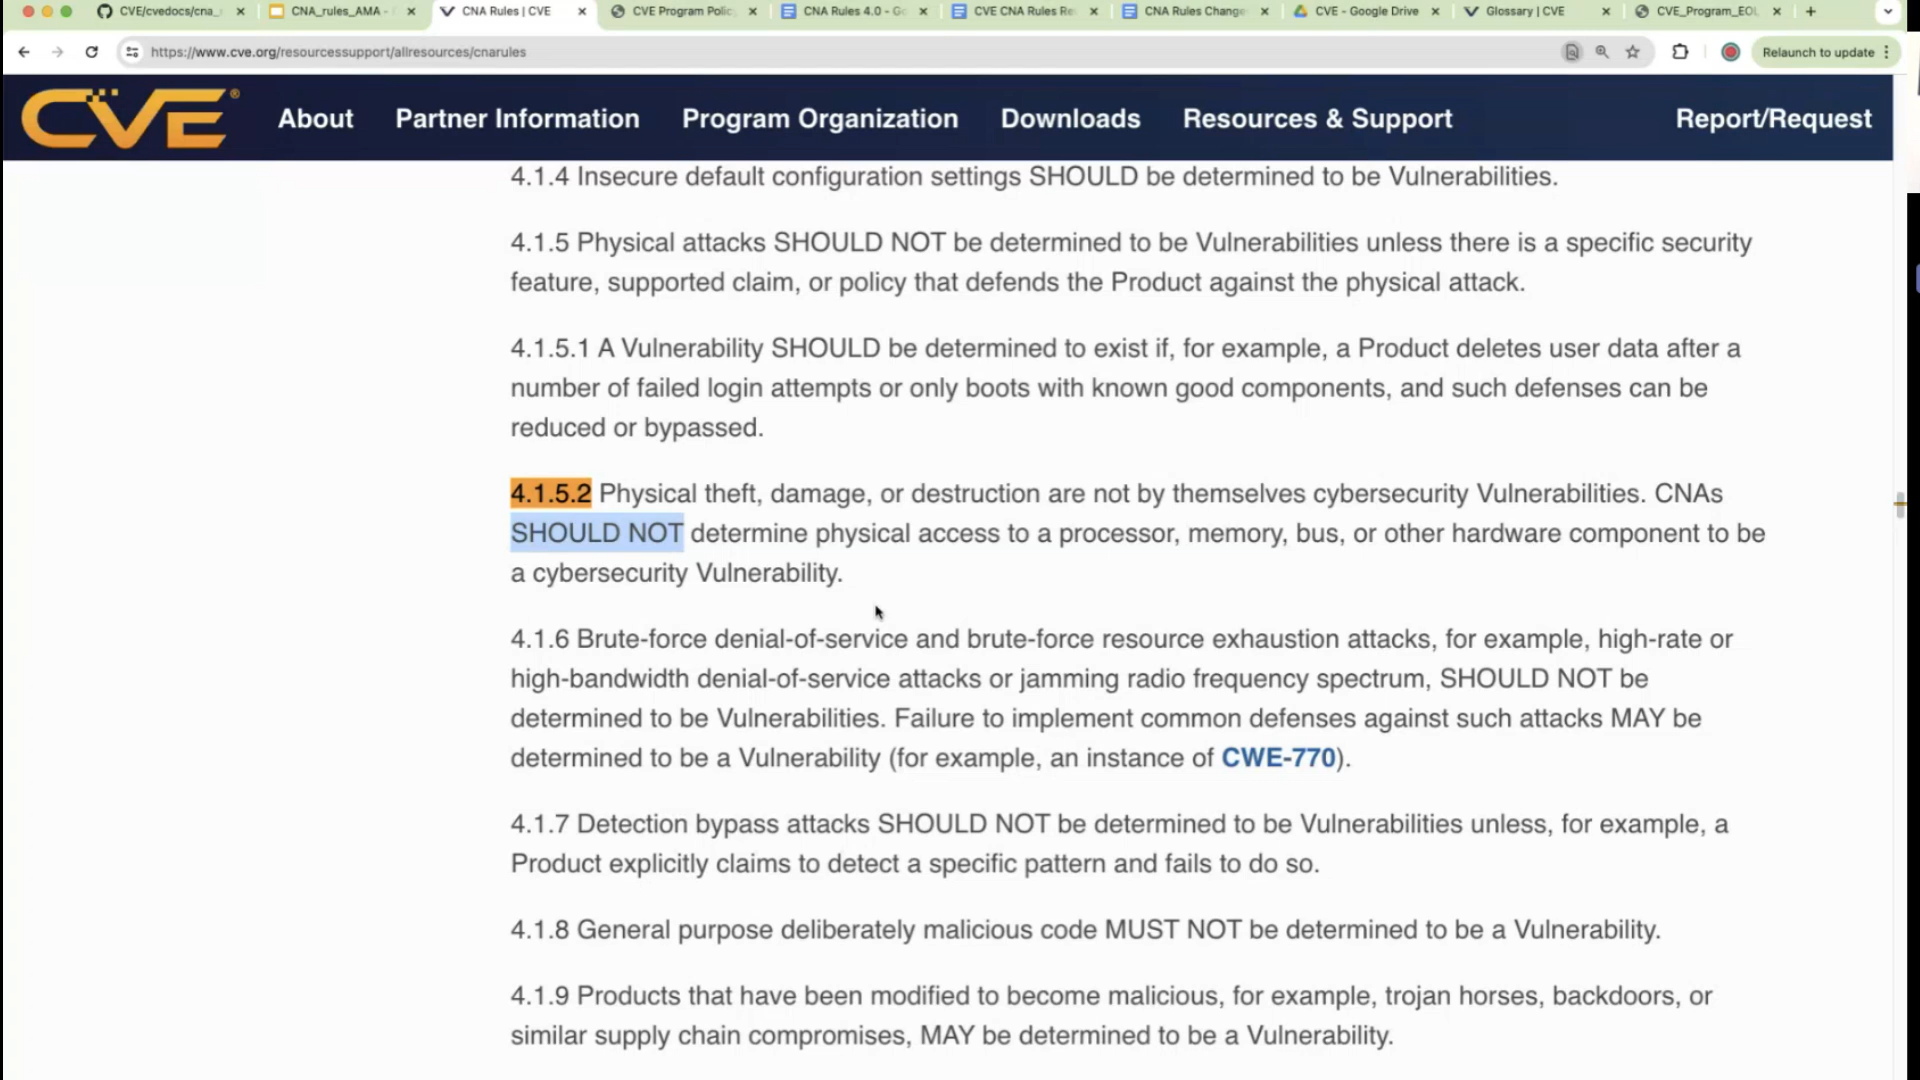 CVE/cvedocs/cna_
CNA_rules_AMA -
CNA Rules | CVE
CVE Program Polic
CNA Rules 4.0 - Go
CVE CNA Rules Re
CNA Rules Change
CVE - Google Drive
Glossary | CVE
CVE_Program_EOL
https://www.cve.org/resourcessupport/allresources/cnarules
Relaunch to update
CVE®
About
Partner Information
Program Organization
Downloads
Resources & Support
Report/Request
4.1.4 Insecure default configuration settings SHOULD be determined to be Vulnerabilities.
4.1.5 Physical attacks SHOULD NOT be determined to be Vulnerabilities unless there is a specific security
feature, supported claim, or policy that defends the Product against the physical attack.
4.1.5.1 A Vulnerability SHOULD be determined to exist if, for example, a Product deletes user data after a
number of failed login attempts or only boots with known good components, and such defenses can be
reduced or bypassed.
4.1.5.2 Physical theft, damage, or destruction are not by themselves cybersecurity Vulnerabilities. CNAs
SHOULD NOT determine physical access to a processor, memory, bus, or other hardware component to be
a cybersecurity Vulnerability.
4.1.6 Brute-force denial-of-service and brute-force resource exhaustion attacks, for example, high-rate or
high-bandwidth denial-of-service attacks or jamming radio frequency spectrum, SHOULD NOT be
determined to be Vulnerabilities. Failure to implement common defenses against such attacks MAY be
determined to be a Vulnerability (for example, an instance of CWE-770).
4.1.7 Detection bypass attacks SHOULD NOT be determined to be Vulnerabilities unless, for example, a
Product explicitly claims to detect a specific pattern and fails to do so.
4.1.8 General purpose deliberately malicious code MUST NOT be determined to be a Vulnerability.
4.1.9 Products that have been modified to become malicious, for example, trojan horses, backdoors, or
similar supply chain compromises, MAY be determined to be a Vulnerability.